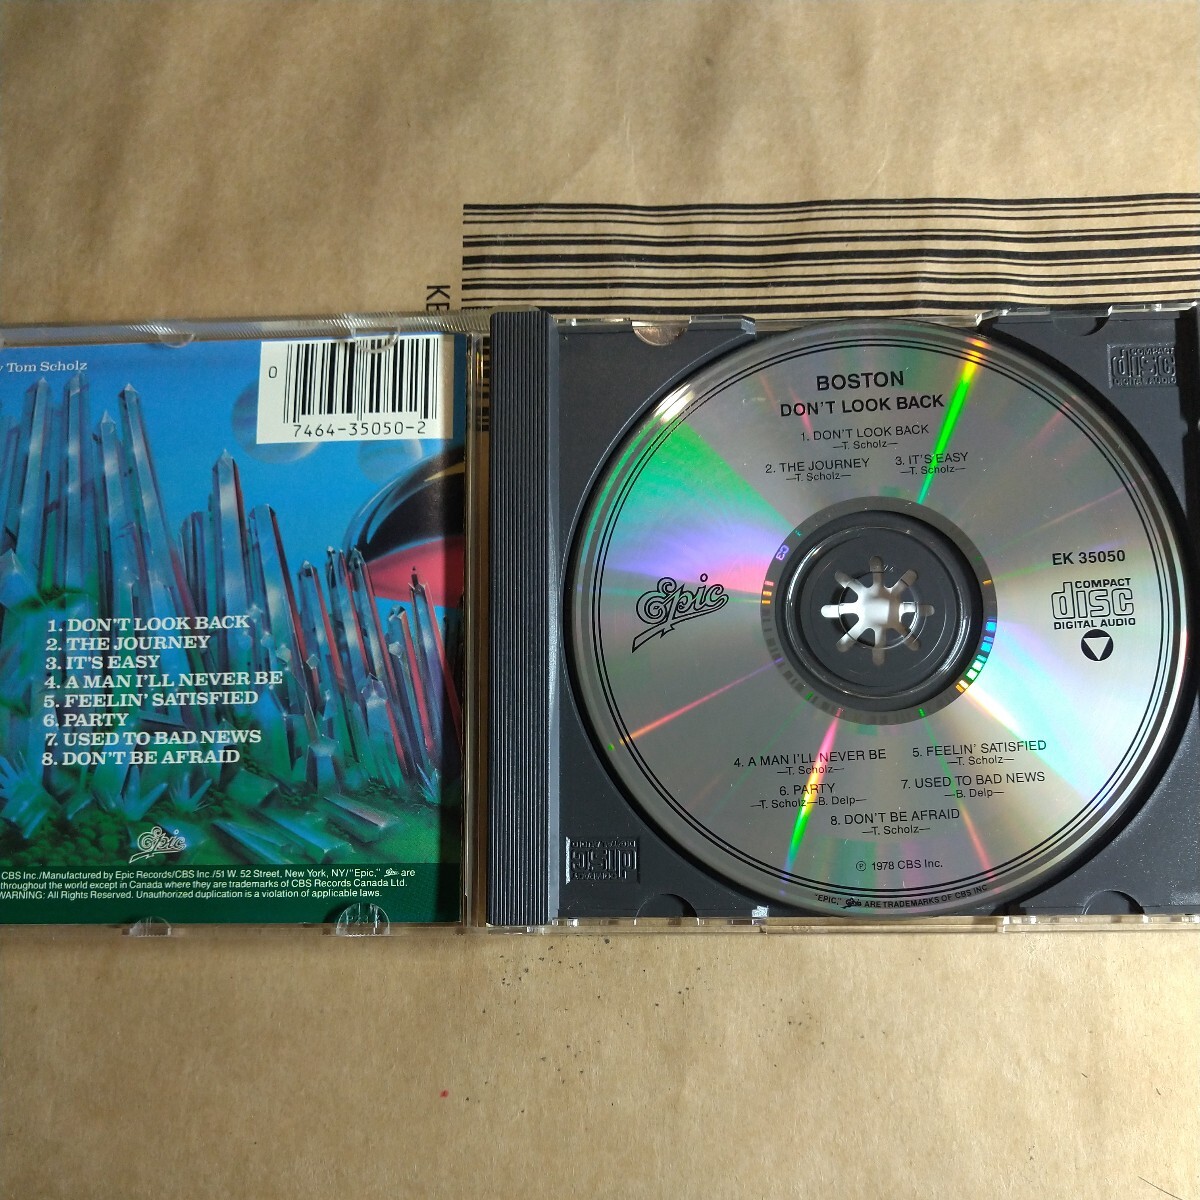 KE
Tom Scholz
0
7464-35050-2
1. DON'T LOOK BACK
2. THE JOURNEY
3. IT'S EASY
4. A MAN I'LL NEVER BE
5. FEELIN' SATISFIED
6. PARTY
7. USED TO BAD NEWS
8. DON'T BE AFRAID
Epic
CBS Inc./Manufactured by Epic Records/CBS Inc./51 W. 52 Street, New York, NY/"Epic," are
throughout the world except in Canada where they are trademarks of CBS Records Canada Ltd.
WARNING: All Rights Reserved. Unauthorized duplication is a violation of applicable laws.
COMPACT
disc
DIGITAL AUDIO
BOSTON
DON'T LOOK BACK
1. DON'T LOOK BACK
—T. Scholz—
2. THE JOURNEY
—T. Scholz—
3. IT'S EASY
—T. Scholz—
Epic
EK 35050
COMPACT
disc
DIGITAL AUDIO
4. A MAN I'LL NEVER BE
—T. Scholz—
5. FEELIN' SATISFIED
—T. Scholz—
6. PARTY
—T. Scholz—B. Delp—
7. USED TO BAD NEWS
—B. Delp—
8. DON'T BE AFRAID
—T. Scholz—
℗ 1978 CBS Inc.
"EPIC," Epic ARE TRADEMARKS OF CBS INC
COMPACT
disc
DIGITAL AUDIO